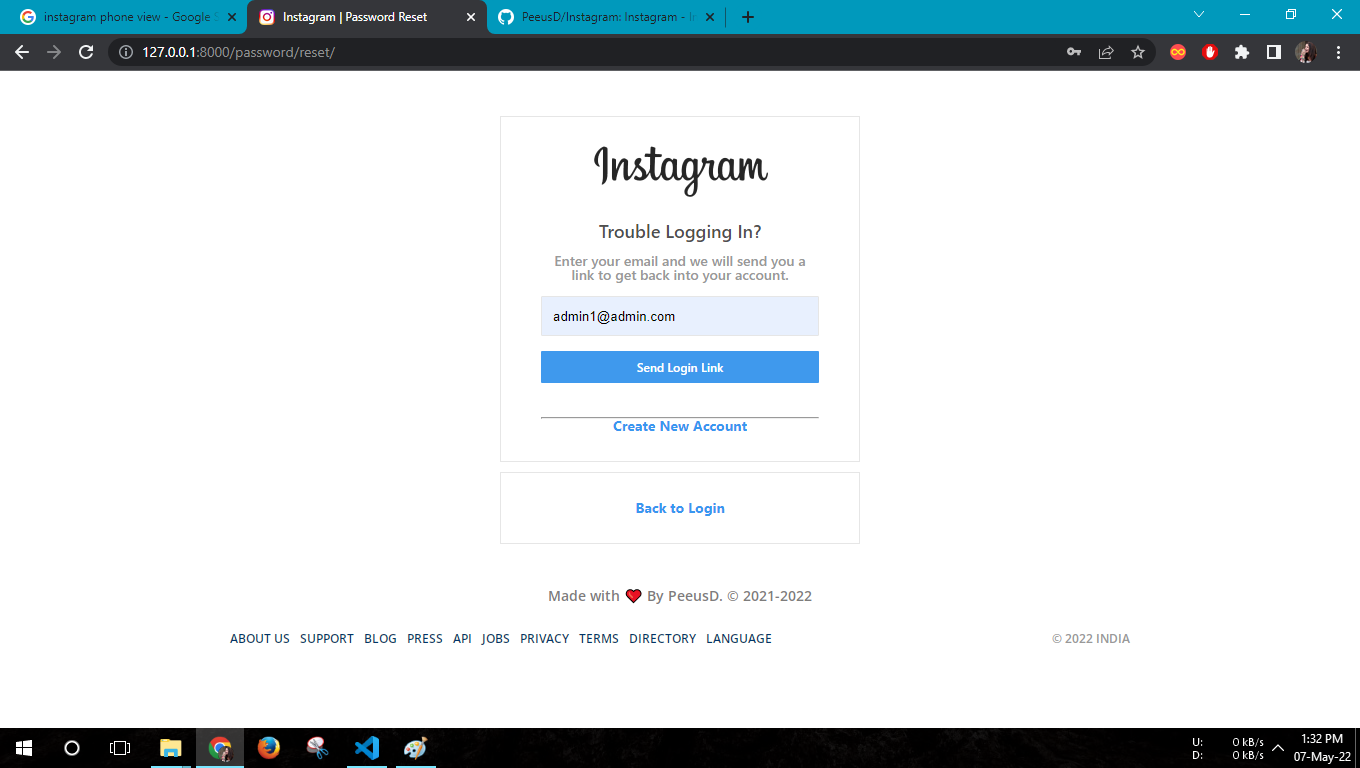 instagram phone view - Google S
Instagram | Password Reset
PeeusD/Instagram: Instagram - In
127.0.0.1:8000/password/reset/
Instagram
Trouble Logging In?
Enter your email and we will send you a
link to get back into your account.
admin1@admin.com
Send Login Link
Create New Account
Back to Login
Made with ❤ By PeeusD. © 2021-2022
ABOUT US SUPPORT BLOG PRESS API JOBS PRIVACY TERMS DIRECTORY LANGUAGE © 2022 INDIA
U: 0 kB/s
D: 0 kB/s
1:32 PM
07-May-22